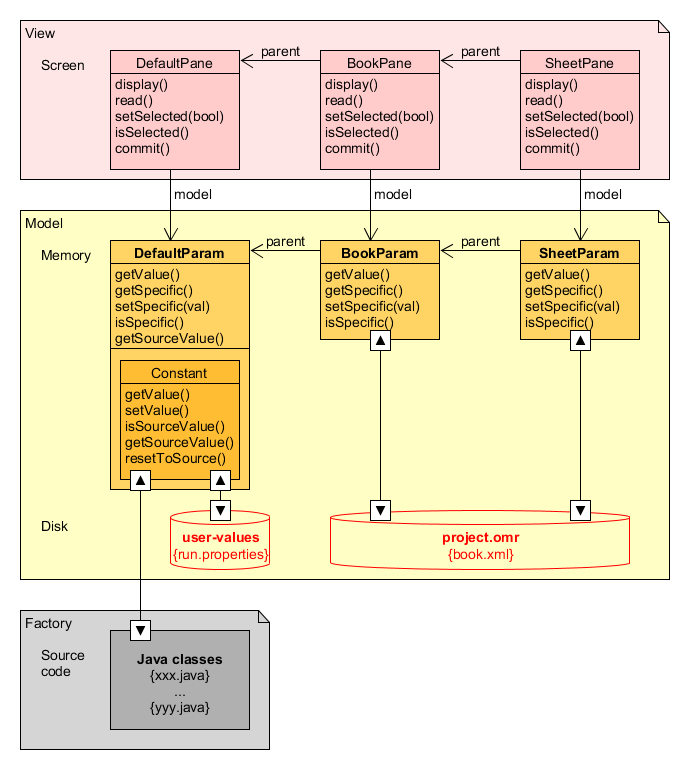 View
Screen
parent
parent
DefaultPane
display()
read()
setSelected(bool)
isSelected()
commit()
BookPane
display()
read()
setSelected(bool)
isSelected()
commit()
SheetPane
display()
read()
setSelected(bool)
isSelected()
commit()
model
model
model
Model
Memory
parent
parent
DefaultParam
getValue()
getSpecific()
setSpecific(val)
isSpecific()
getSourceValue()
BookParam
getValue()
getSpecific()
setSpecific(val)
isSpecific()
SheetParam
getValue()
getSpecific()
setSpecific(val)
isSpecific()
Constant
getValue()
setValue()
isSourceValue()
getSourceValue()
resetToSource()
Disk
user-values
{run.properties}
project.omr
{book.xml}
Factory
Source
code
Java classes
{xxx.java}
...
{yyy.java}